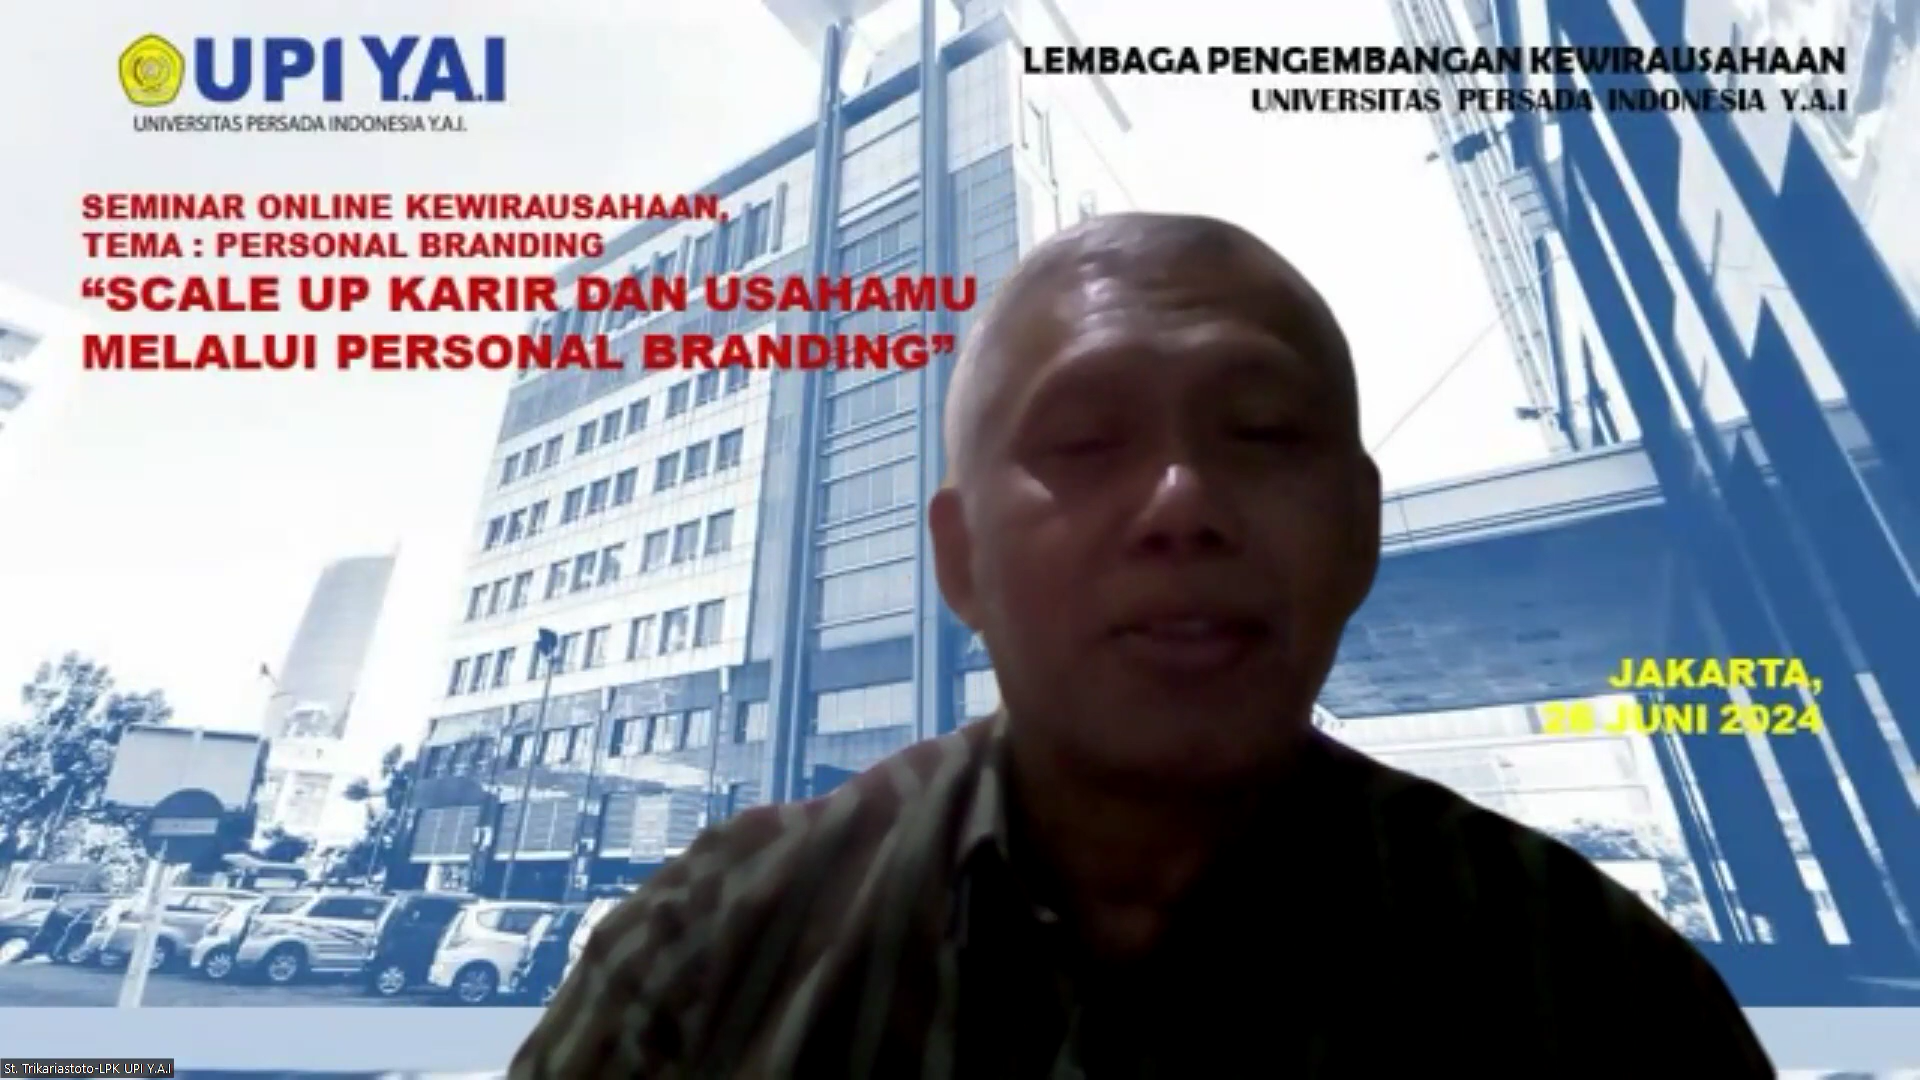 UPI Y.A.I
UNIVERSITAS PERSADA INDONESIA Y.A.I.
LEMBAGA PENGEMBANGAN KEWIRAUSAHAAN
UNIVERSITAS PERSADA INDONESIA Y.A.I
SEMINAR ONLINE KEWIRAUSAHAAN,
TEMA : PERSONAL BRANDING
“SCALE UP KARIR DAN USAHAMU
MELALUI PERSONAL BRANDING”
JAKARTA,
JUNI 2024
St. Trikariastoto-LPK UPI Y.A.I